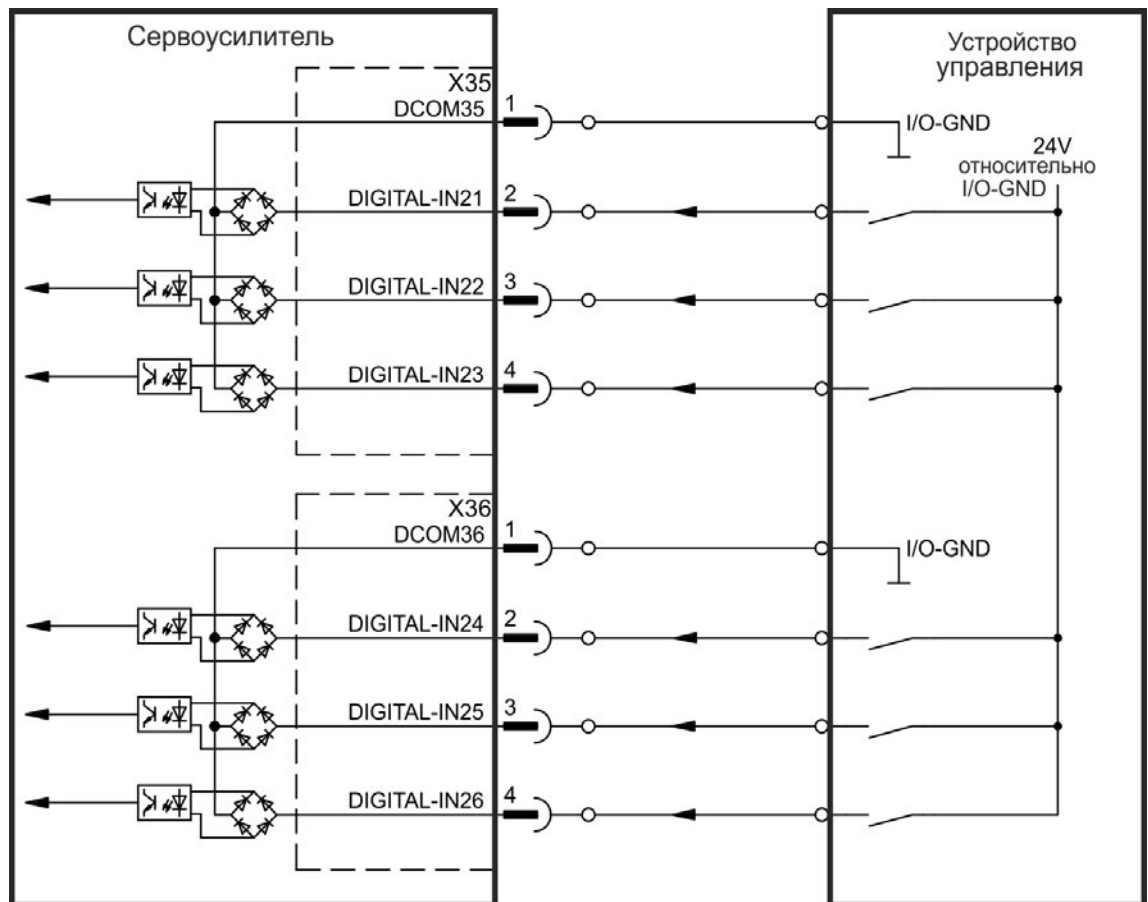 Сервоусилитель
Устройство
управления
X35
DCOM35
1
I/O-GND
24V
относительно
I/O-GND
DIGITAL-IN21
2
DIGITAL-IN22
3
DIGITAL-IN23
4
X36
DCOM36
1
I/O-GND
DIGITAL-IN24
2
DIGITAL-IN25
3
DIGITAL-IN26
4